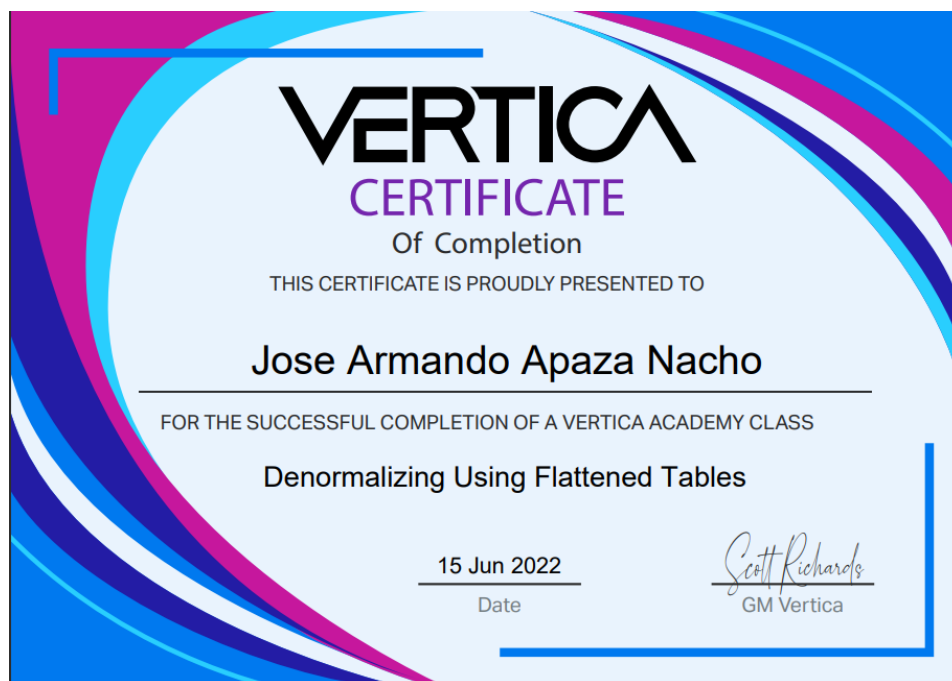 VERTICA
CERTIFICATE
Of Completion
THIS CERTIFICATE IS PROUDLY PRESENTED TO
Jose Armando Apaza Nacho
FOR THE SUCCESSFUL COMPLETION OF A VERTICA ACADEMY CLASS
Denormalizing Using Flattened Tables
15 Jun 2022
Scott Richards
Date
GM Vertica